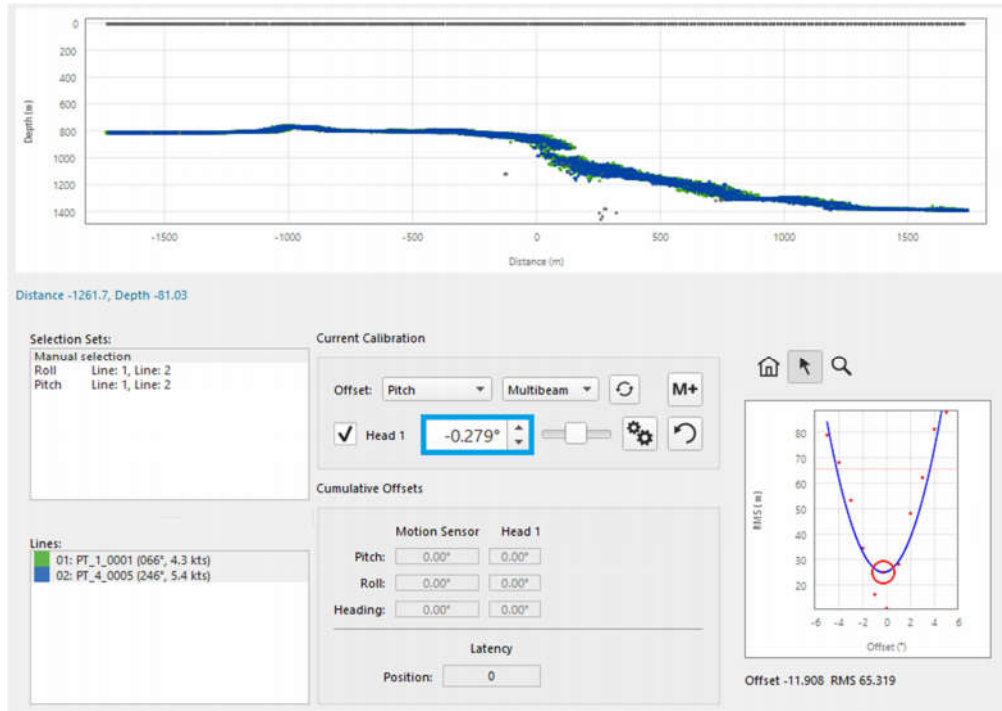 0
200
400
600
800
1000
1200
1400
Depth (m)
-1500 -1000 -500 0 500 1000 1500
Distance (m)
Distance -1261.7, Depth -81.03
Selection Sets:
Manual selection
Roll Line: 1, Line: 2
Pitch Line: 1, Line: 2
Lines:
01: PT_1_0001 (066°, 4.3 kts)
02: PT_4_0005 (246°, 5.4 kts)
Current Calibration
Offset: Pitch Multibeam M+
Head 1 -0.279°
Cumulative Offsets
Motion Sensor Head 1
Pitch: 0.00° 0.00°
Roll: 0.00° 0.00°
Heading: 0.00° 0.00°
Latency
Position: 0
80
70
60
50
40
30
20
RMS (m)
-6 -4 -2 0 2 4 6
Offset (°)
Offset -11.908 RMS 65.319